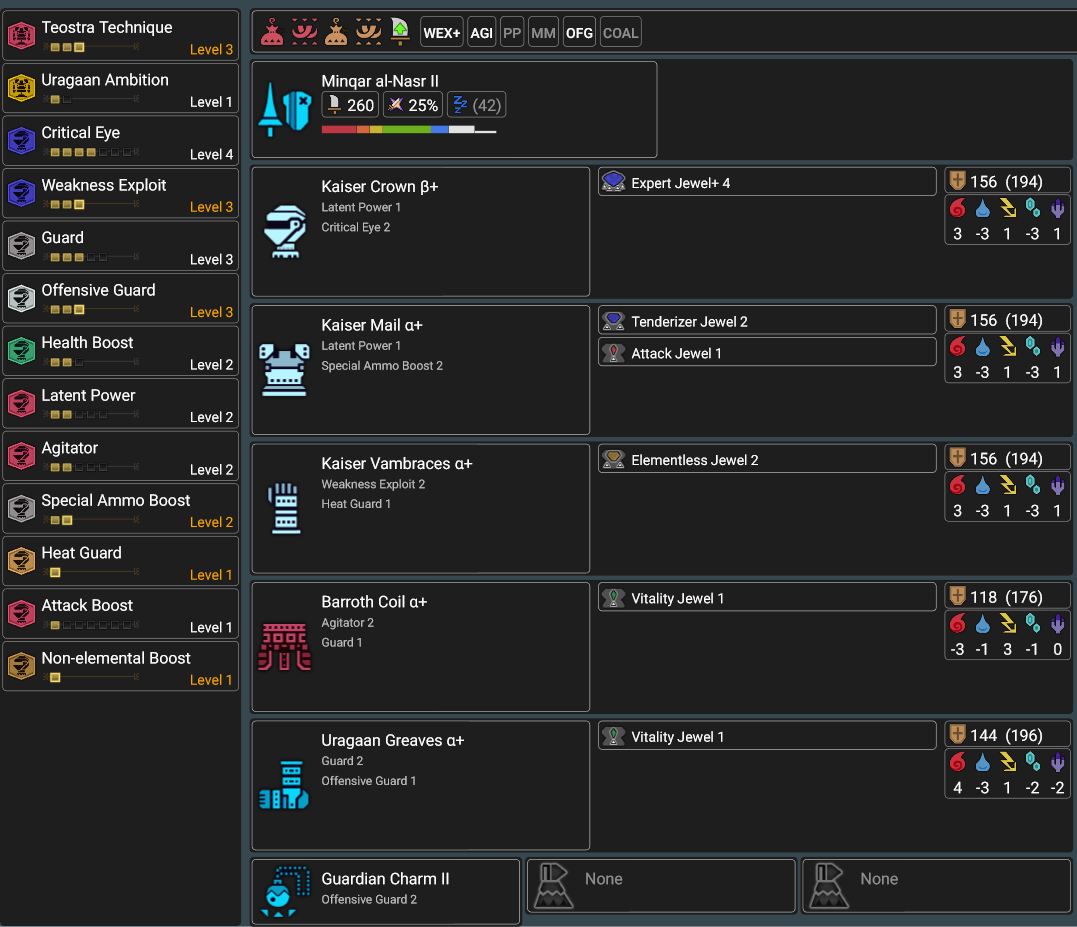 Teostra Technique
Level 3
Uragaan Ambition
Level 1
Critical Eye
Level 4
Weakness Exploit
Level 3
Guard
Level 3
Offensive Guard
Level 3
Health Boost
Level 2
Latent Power
Level 2
Agitator
Level 2
Special Ammo Boost
Level 2
Heat Guard
Level 1
Attack Boost
Level 1
Non-elemental Boost
Level 1
WEX+ AGI PP MM OFG COAL
Minqar al-Nasr II
260 25% (42)
Kaiser Crown β+
Latent Power 1
Critical Eye 2
Expert Jewel+ 4
156 (194)
3 -3 1 -3 1
Kaiser Mail α+
Latent Power 1
Special Ammo Boost 2
Tenderizer Jewel 2
Attack Jewel 1
156 (194)
3 -3 1 -3 1
Kaiser Vambraces α+
Weakness Exploit 2
Heat Guard 1
Elementless Jewel 2
156 (194)
3 -3 1 -3 1
Barroth Coil α+
Agitator 2
Guard 1
Vitality Jewel 1
118 (176)
-3 -1 3 -1 0
Uragaan Greaves α+
Guard 2
Offensive Guard 1
Vitality Jewel 1
144 (196)
4 -3 1 -2 -2
Guardian Charm II
Offensive Guard 2
None
None